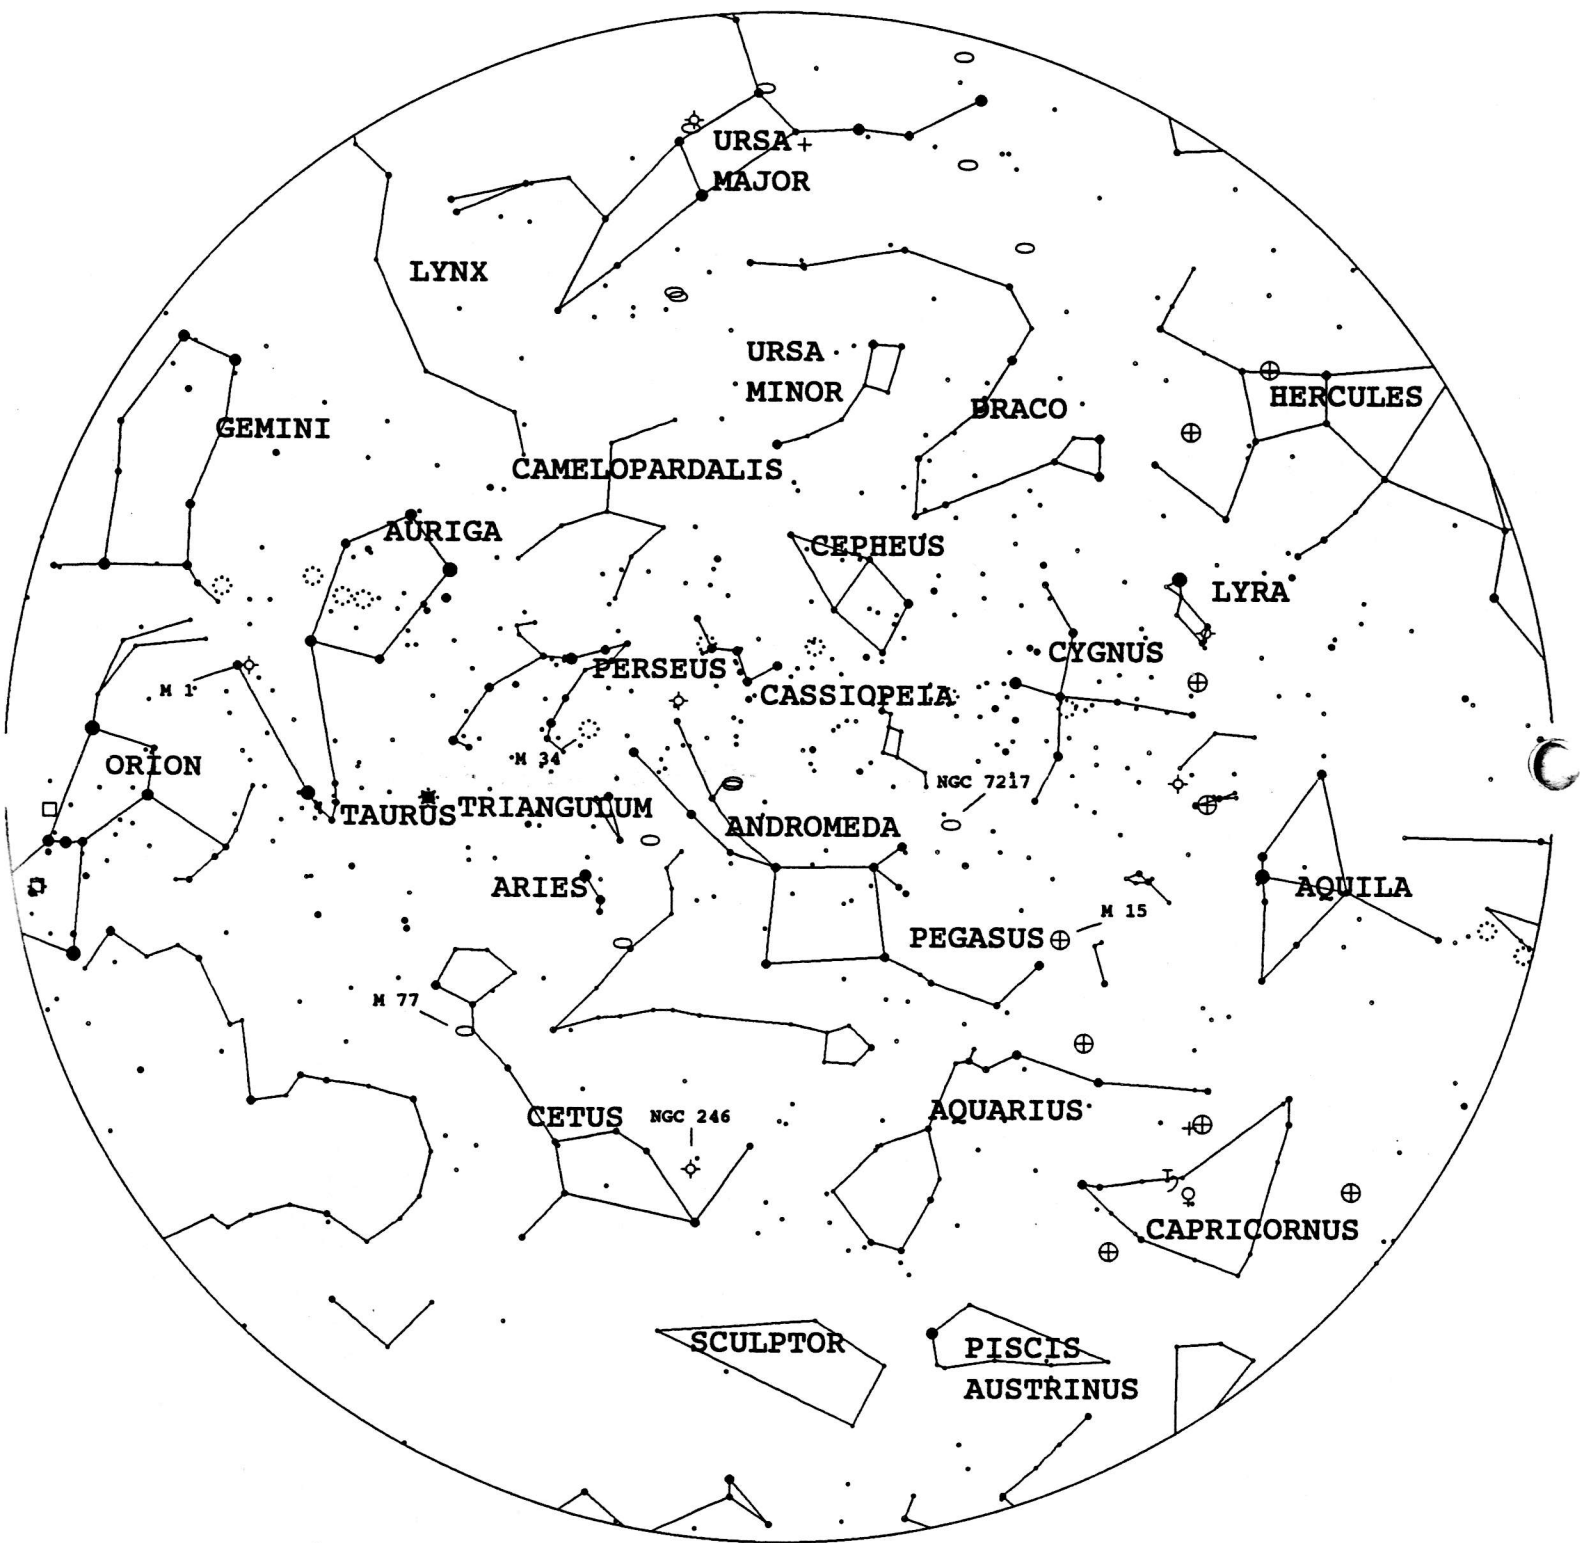 URSA
MAJOR
LYNX
URSA
MINOR
DRACO
HERCULES
GEMINI
CAMELOPARDALIS
AURIGA
CEPHEUS
LYRA
PERSEUS
CYGNUS
M 1
CASSIOPEIA
ORION
M 34
NGC 7217
TAURUS
TRIANGULUM
ANDROMEDA
ARIES
AQUILA
M 15
PEGASUS
M 77
CETUS
NGC 246
AQUARIUS
CAPRICORNUS
SCULPTOR
PISCIS
AUSTRINUS